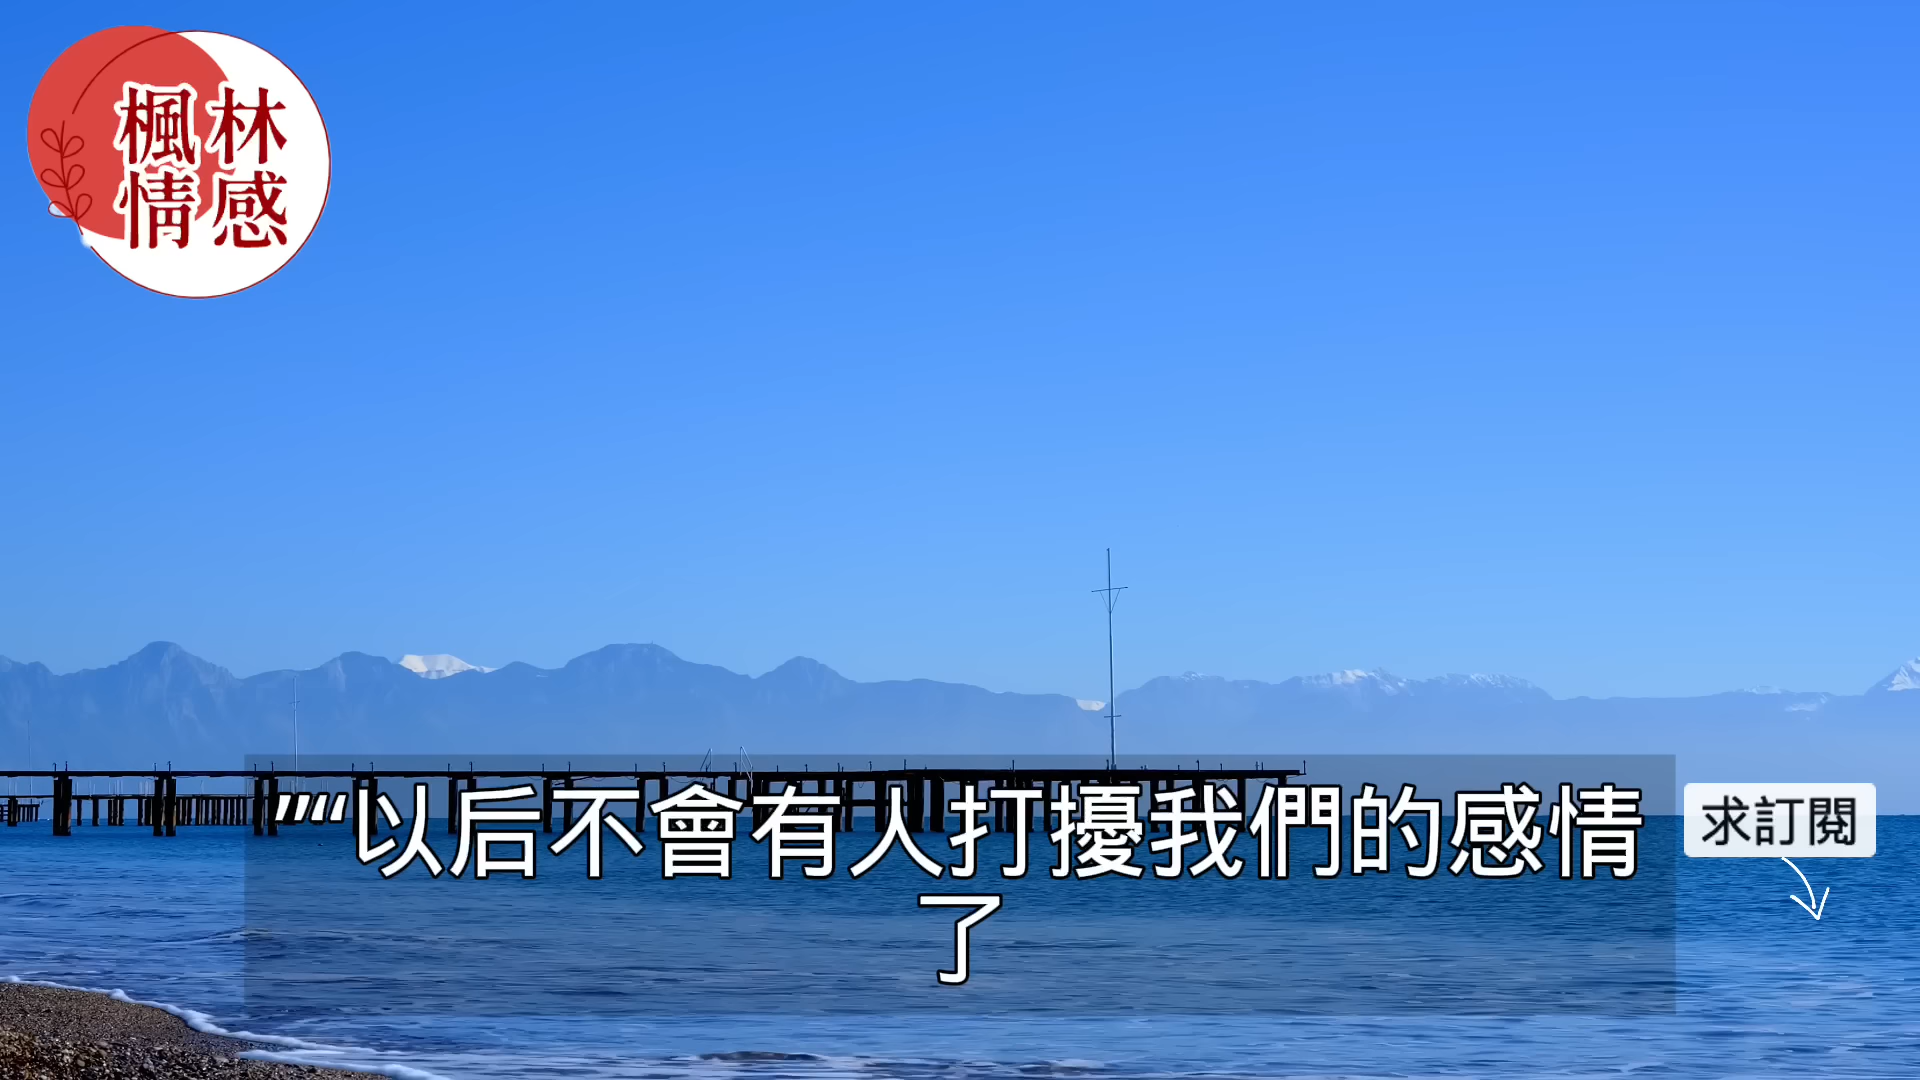 楓林
情感
””““以后不會有人打擾我們的感情
了
求訂閱